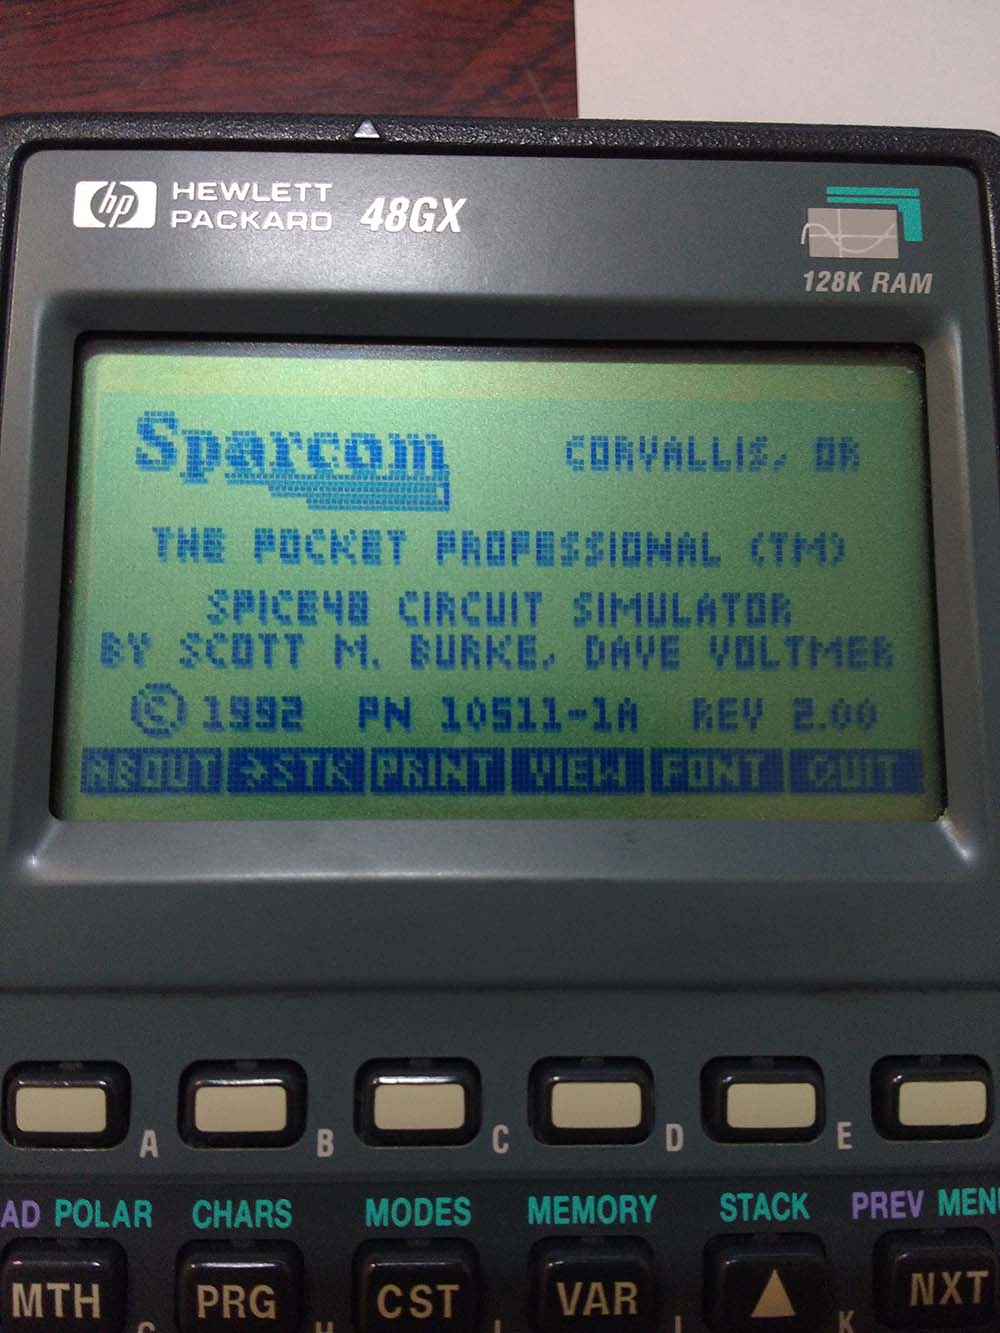 hp HEWLETT PACKARD 48GX
128K RAM
Sparcom CORVALLIS, OR
THE POCKET PROFESSIONAL (TM)
SPICE48 CIRCUIT SIMULATOR
BY SCOTT M. BURKE, DAVE VOLTMER
© 1992 PN 10511-1A REV 2.00
ABOUT →STK PRINT VIEW FONT QUIT
A B C D E
AD POLAR CHARS MODES MEMORY STACK PREV MENU
MTH PRG CST VAR ▲ NXT
G H I J K